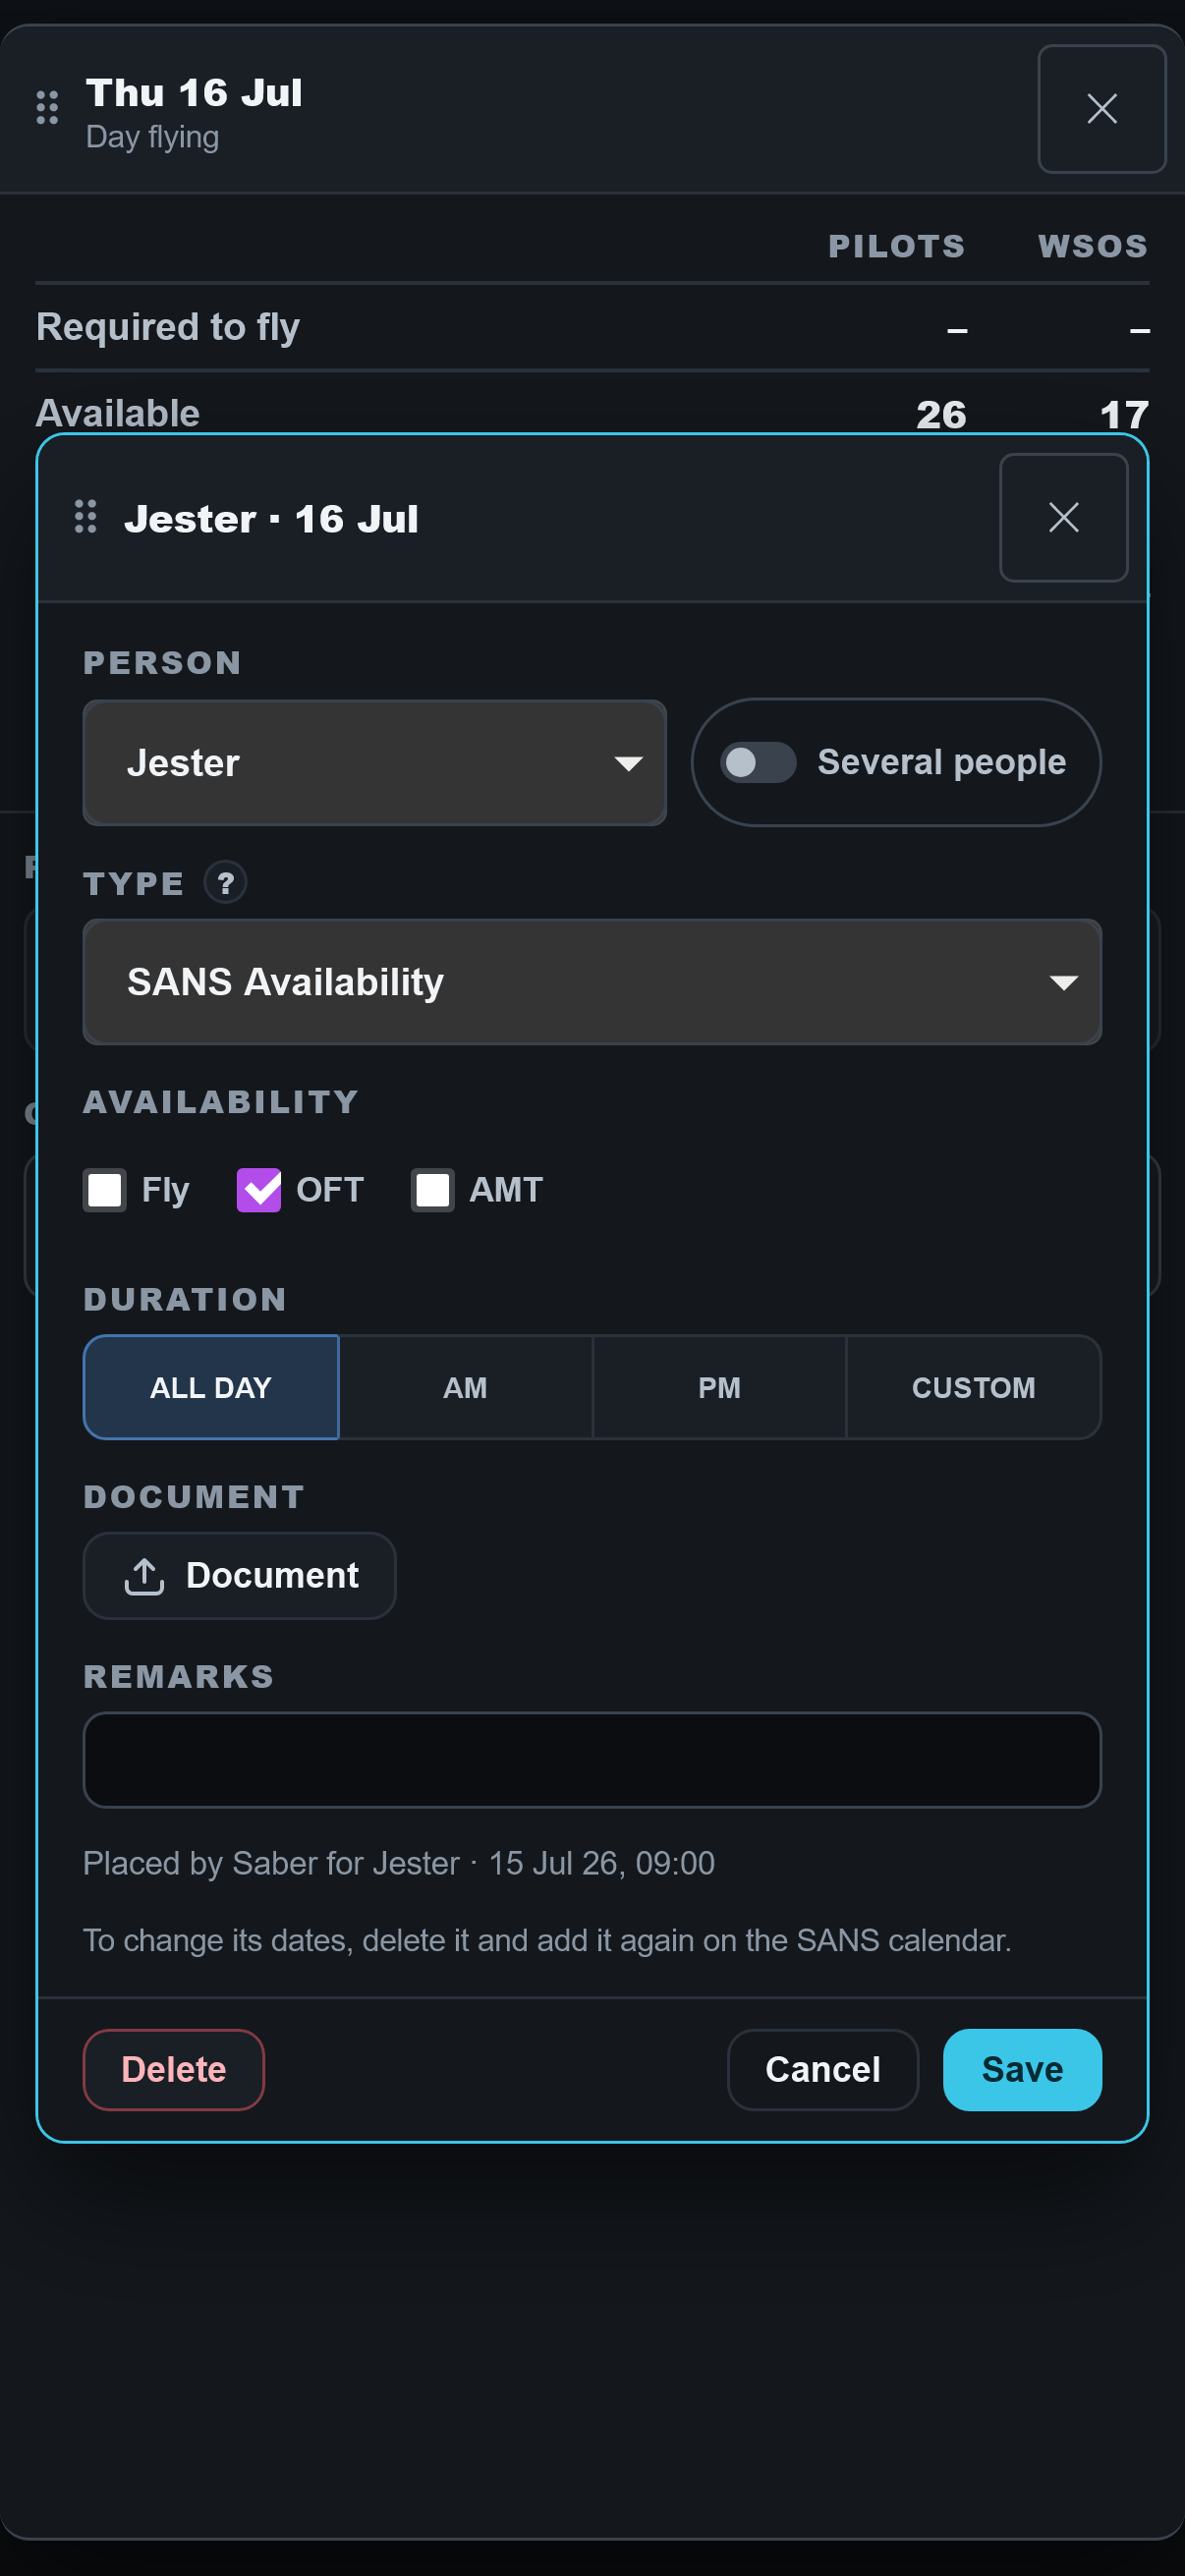 Thu 16 Jul
Day flying
PILOTS WSOS
Required to fly – –
Available 26 17
Jester · 16 Jul
PERSON
Jester Several people
TYPE ?
SANS Availability
AVAILABILITY
Fly OFT AMT
DURATION
ALL DAY AM PM CUSTOM
DOCUMENT
Document
REMARKS
Placed by Saber for Jester · 15 Jul 26, 09:00
To change its dates, delete it and add it again on the SANS calendar.
Delete Cancel Save